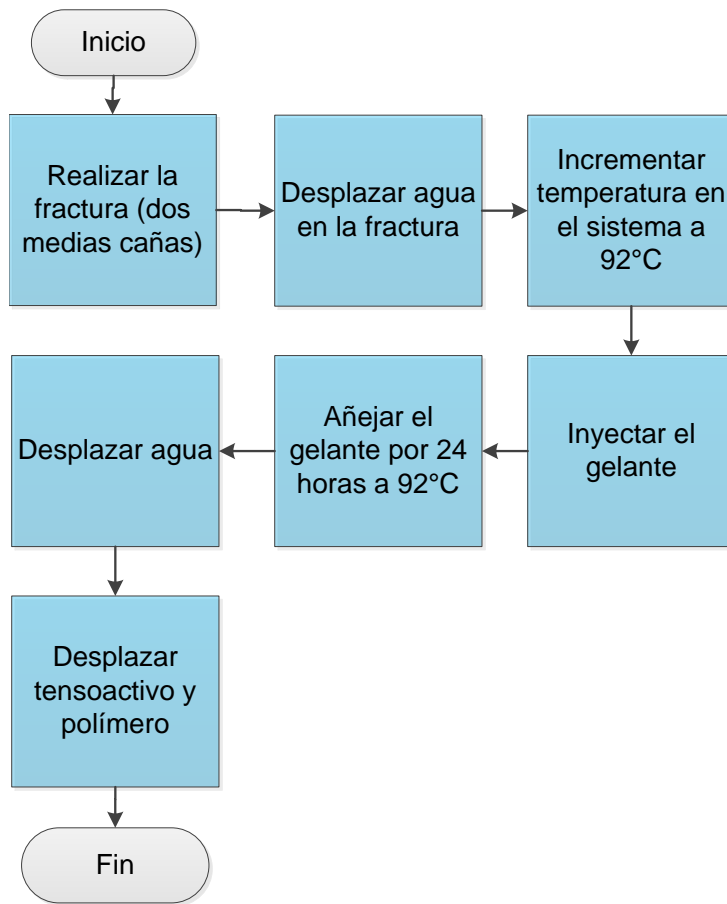 Inicio
Realizar la
fractura (dos
medias cañas)
Desplazar agua
en la fractura
Incrementar
temperatura en
el sistema a
92°C
Inyectar el
gelante
Añejar el
gelante por 24
horas a 92°C
Desplazar agua
Desplazar
tensoactivo y
polímero
Fin